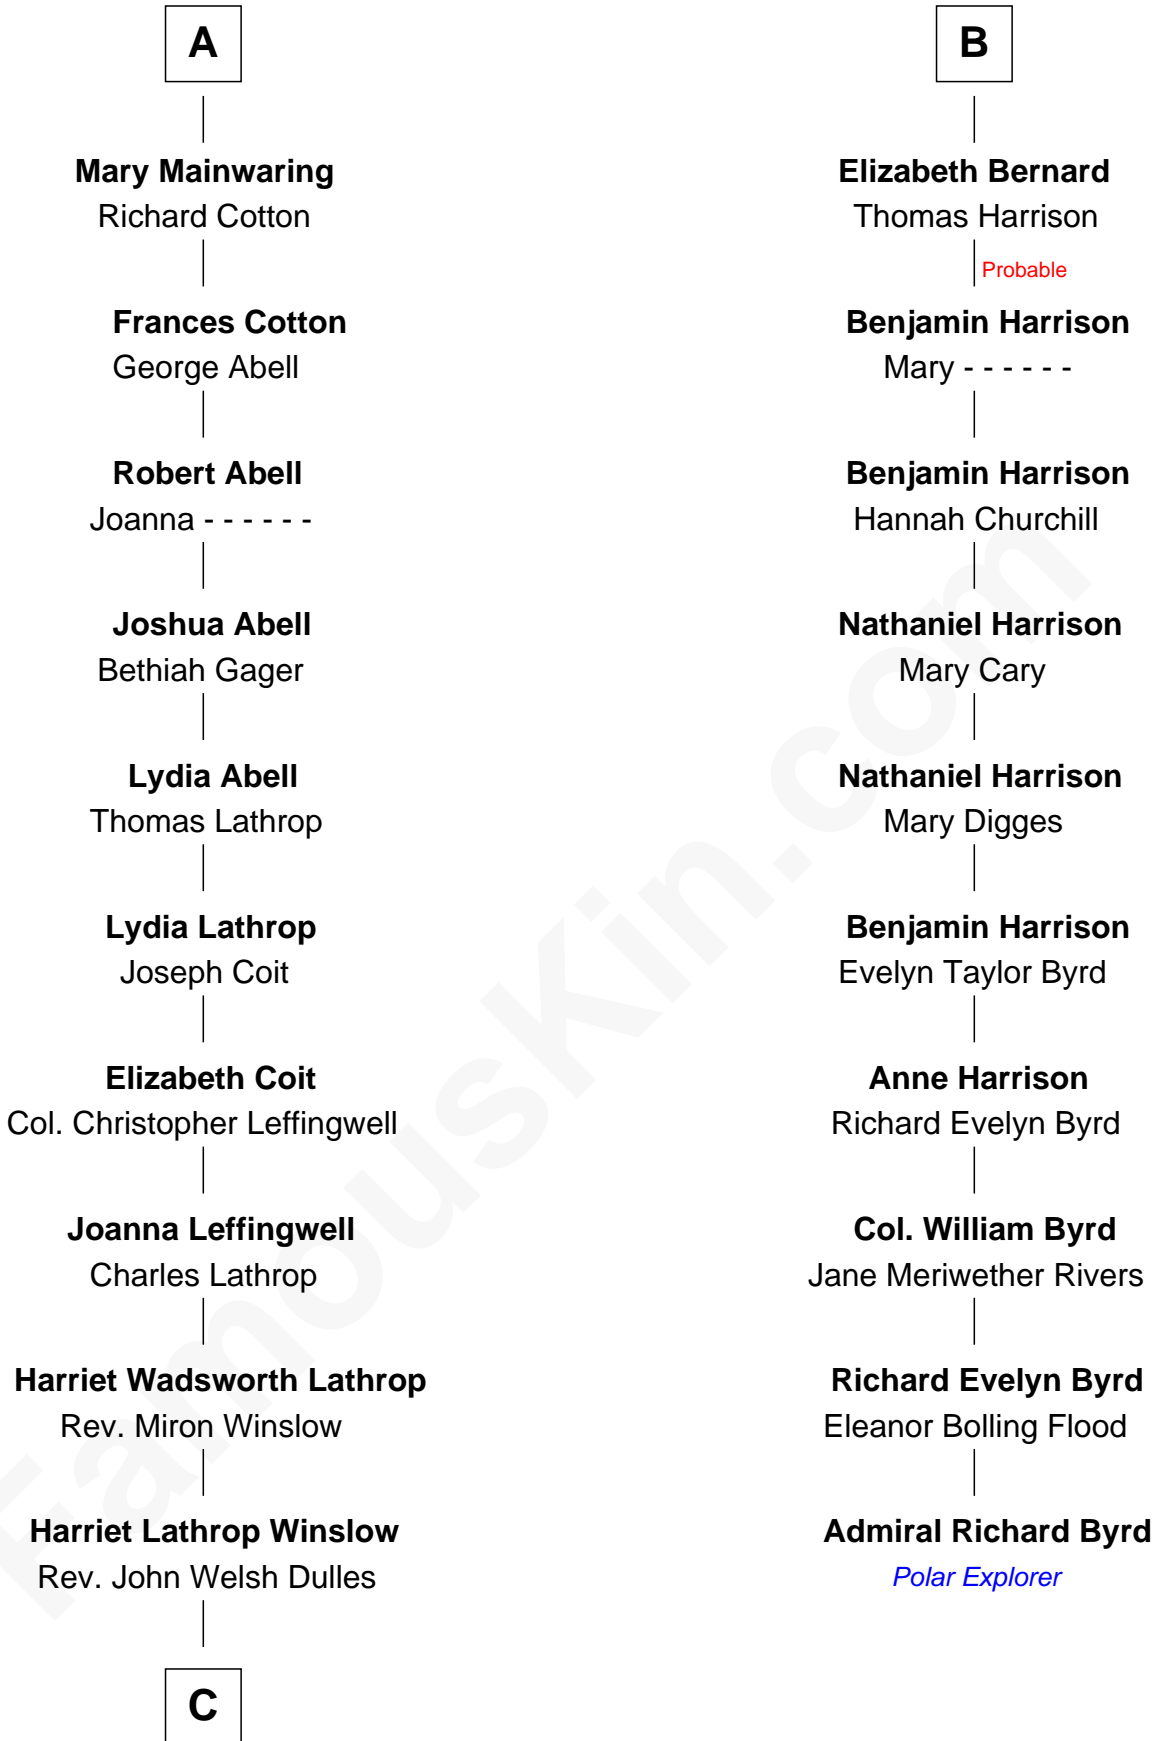 A
Mary Mainwaring
Richard Cotton
Frances Cotton
George Abell
Robert Abell
Joanna - - - - - -
Joshua Abell
Bethiah Gager
Lydia Abell
Thomas Lathrop
Lydia Lathrop
Joseph Coit
Elizabeth Coit
Col. Christopher Leffingwell
Joanna Leffingwell
Charles Lathrop
Harriet Wadsworth Lathrop
Rev. Miron Winslow
Harriet Lathrop Winslow
Rev. John Welsh Dulles
C
B
Elizabeth Bernard
Thomas Harrison
Probable
Benjamin Harrison
Mary - - - - - -
Benjamin Harrison
Hannah Churchill
Nathaniel Harrison
Mary Cary
Nathaniel Harrison
Mary Digges
Benjamin Harrison
Evelyn Taylor Byrd
Anne Harrison
Richard Evelyn Byrd
Col. William Byrd
Jane Meriwether Rivers
Richard Evelyn Byrd
Eleanor Bolling Flood
Admiral Richard Byrd
Polar Explorer
FamousKin.com